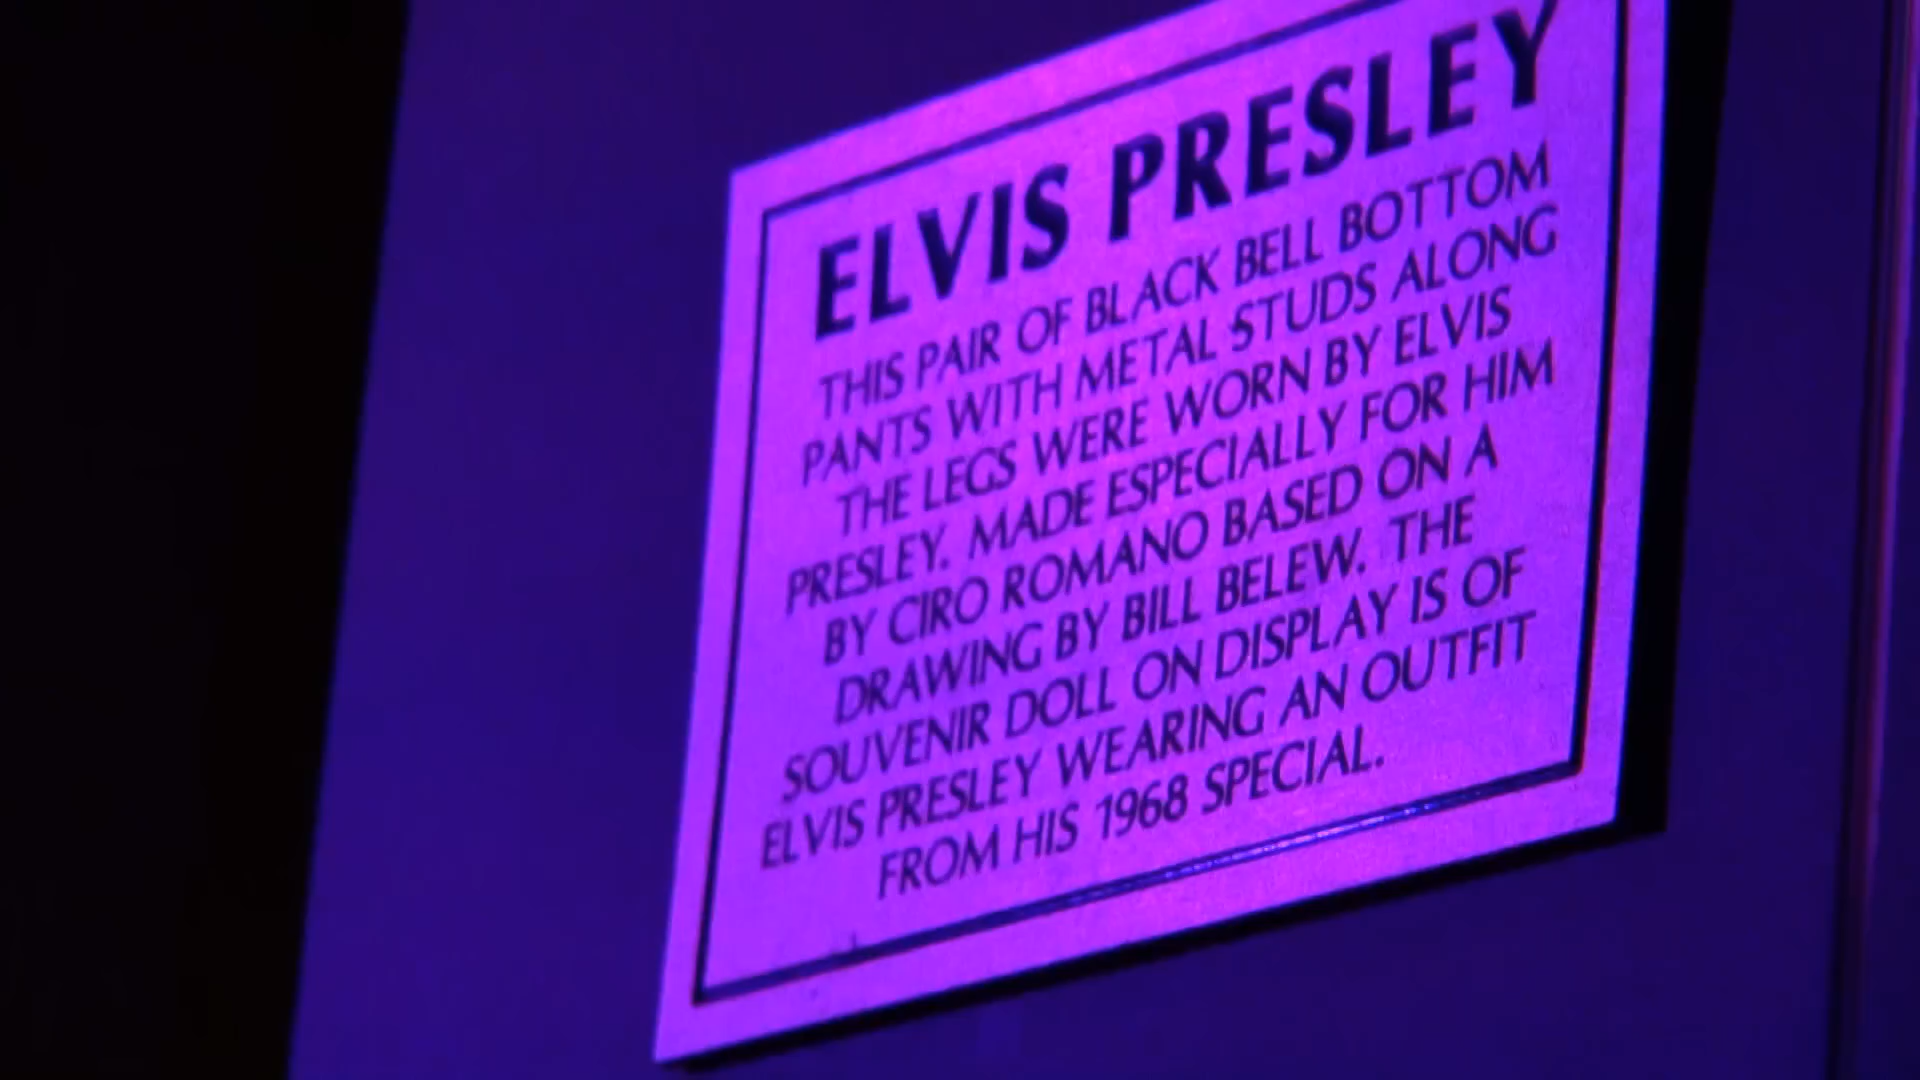 ELVIS PRESLEY
THIS PAIR OF BLACK BELL BOTTOM
PANTS WITH METAL STUDS ALONG
THE LEGS WERE WORN BY ELVIS
PRESLEY. MADE ESPECIALLY FOR HIM
BY CIRO ROMANO BASED ON A
DRAWING BY BILL BELEW. THE
SOUVENIR DOLL ON DISPLAY IS OF
ELVIS PRESLEY WEARING AN OUTFIT
FROM HIS 1968 SPECIAL.